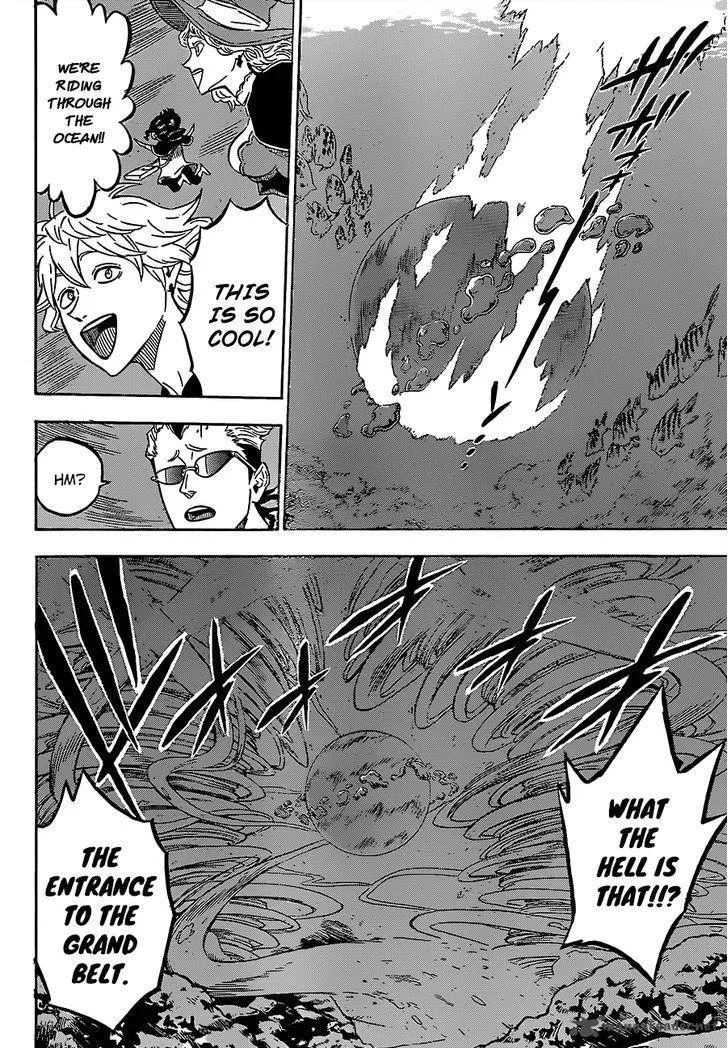 WE'RE
RIDING
THROUGH
THE
OCEAN!!
THIS
IS SO
COOL!
HM?
WHAT
THE
HELL IS
THAT!!?
THE
ENTRANCE
TO THE
GRAND
BELT.